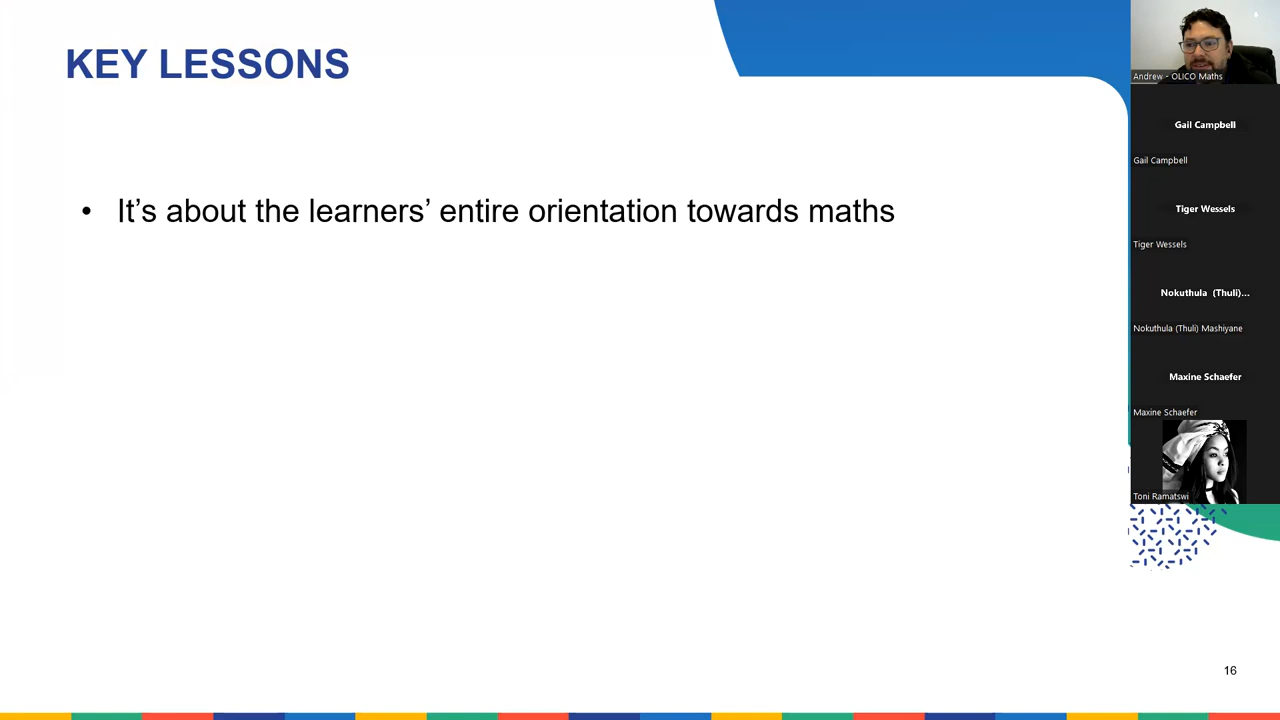 KEY LESSONS
• It’s about the learners’ entire orientation towards maths
Andrew - OLICO Maths
Gail Campbell
Gail Campbell
Tiger Wessels
Tiger Wessels
Nokuthula (Thuli)...
Nokuthula (Thuli) Mashiyane
Maxine Schaefer
Maxine Schaefer
Toni Ramatswi
16